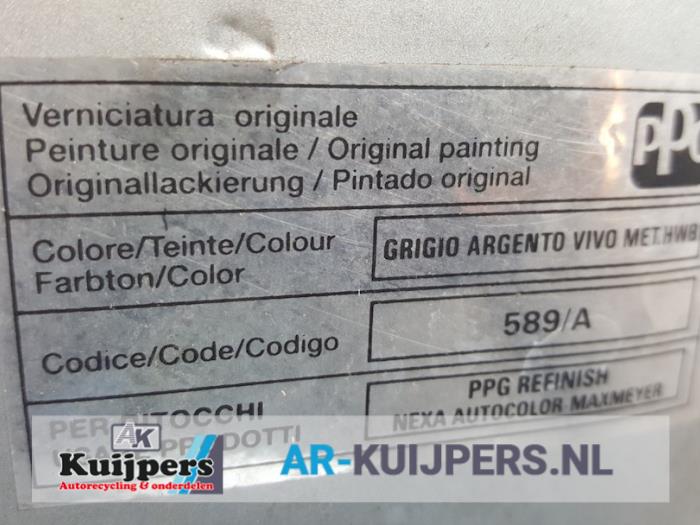 Verniciatura originale
Peinture originale / Original painting
Originallackierung / Pintado original
PPG
Colore/Teinte/Colour
Farbton/Color
GRIGIO ARGENTO VIVO MET.HWB
Codice/Code/Codigo
589/A
PER RITOCCHI
PRODOTTI
PPG REFINISH
NEXA AUTOCOLOR MAXMEYER
AK
Kuijpers
Autorecycling & onderdelen
AR-KUIJPERS.NL